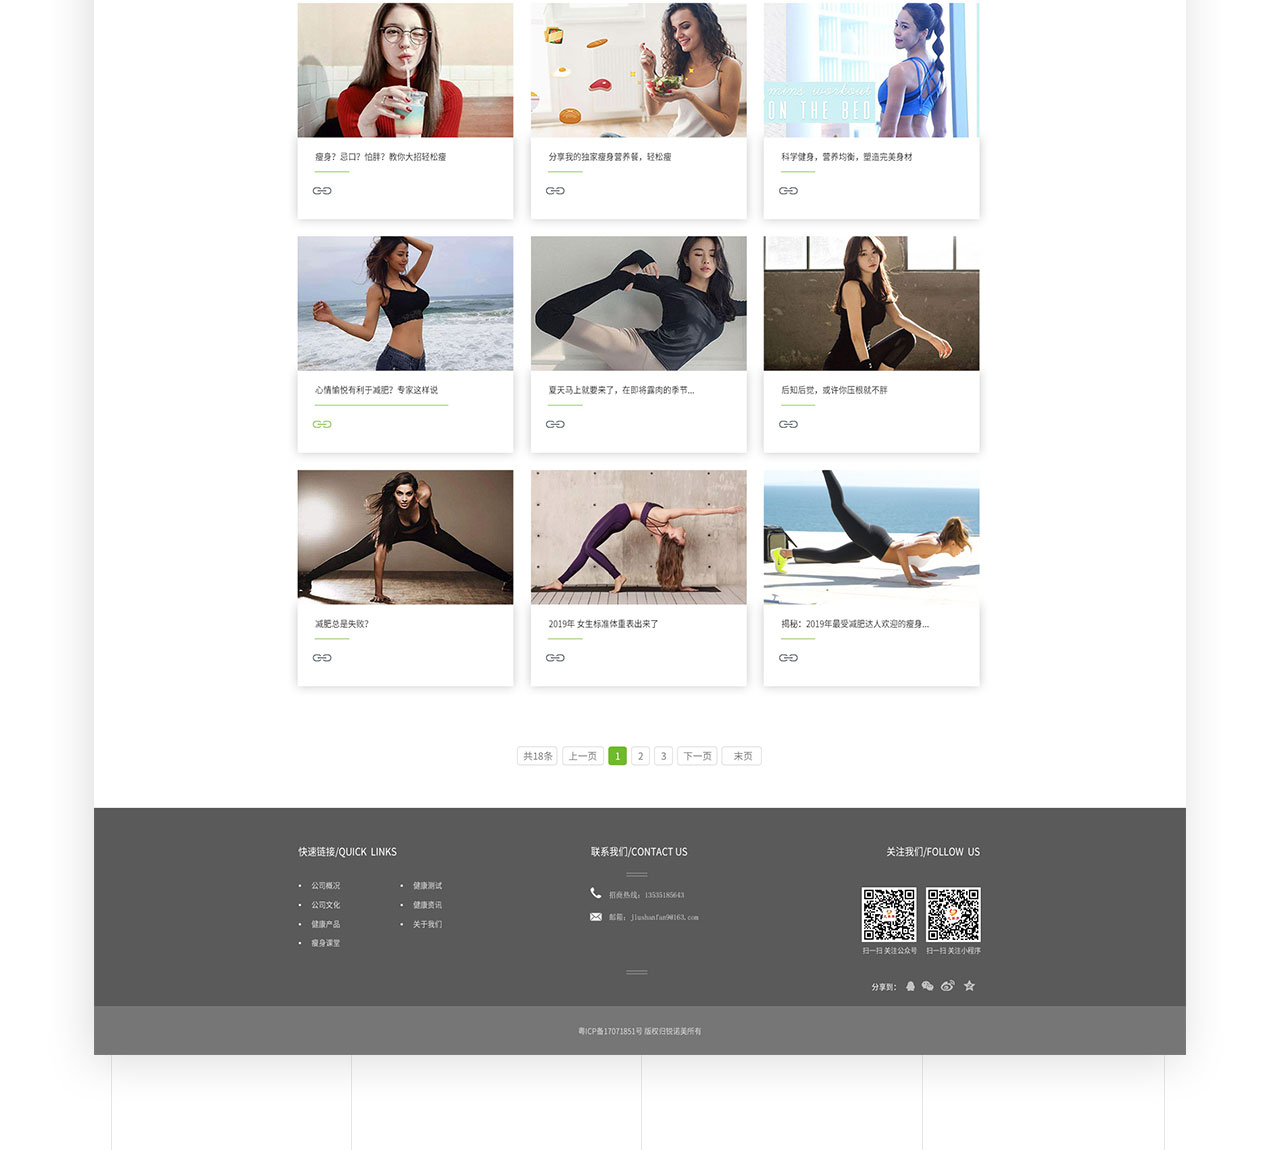 mins workout
ON THE BED
瘦身？忌口？怕胖？教你大招轻松瘦
分享我的独家瘦身营养餐，轻松瘦
科学健身，营养均衡，塑造完美身材
心情愉悦有利于减肥？专家这样说
夏天马上就要来了，在即将露肉的季节...
后知后觉，或许你压根就不胖
减肥总是失败？
2019年 女生标准体重表出来了
揭秘：2019年最受减肥达人欢迎的瘦身...
共18条 上一页 1 2 3 下一页 末页
快速链接/QUICK LINKS
公司概况
公司文化
健康产品
瘦身课堂
健康测试
健康资讯
关于我们
联系我们/CONTACT US
招商热线：13535185643
邮箱：jlushanfan9@163.com
关注我们/FOLLOW US
扫一扫 关注公众号
扫一扫 关注小程序
分享到：
粤ICP备17071851号 版权归锐诺美所有